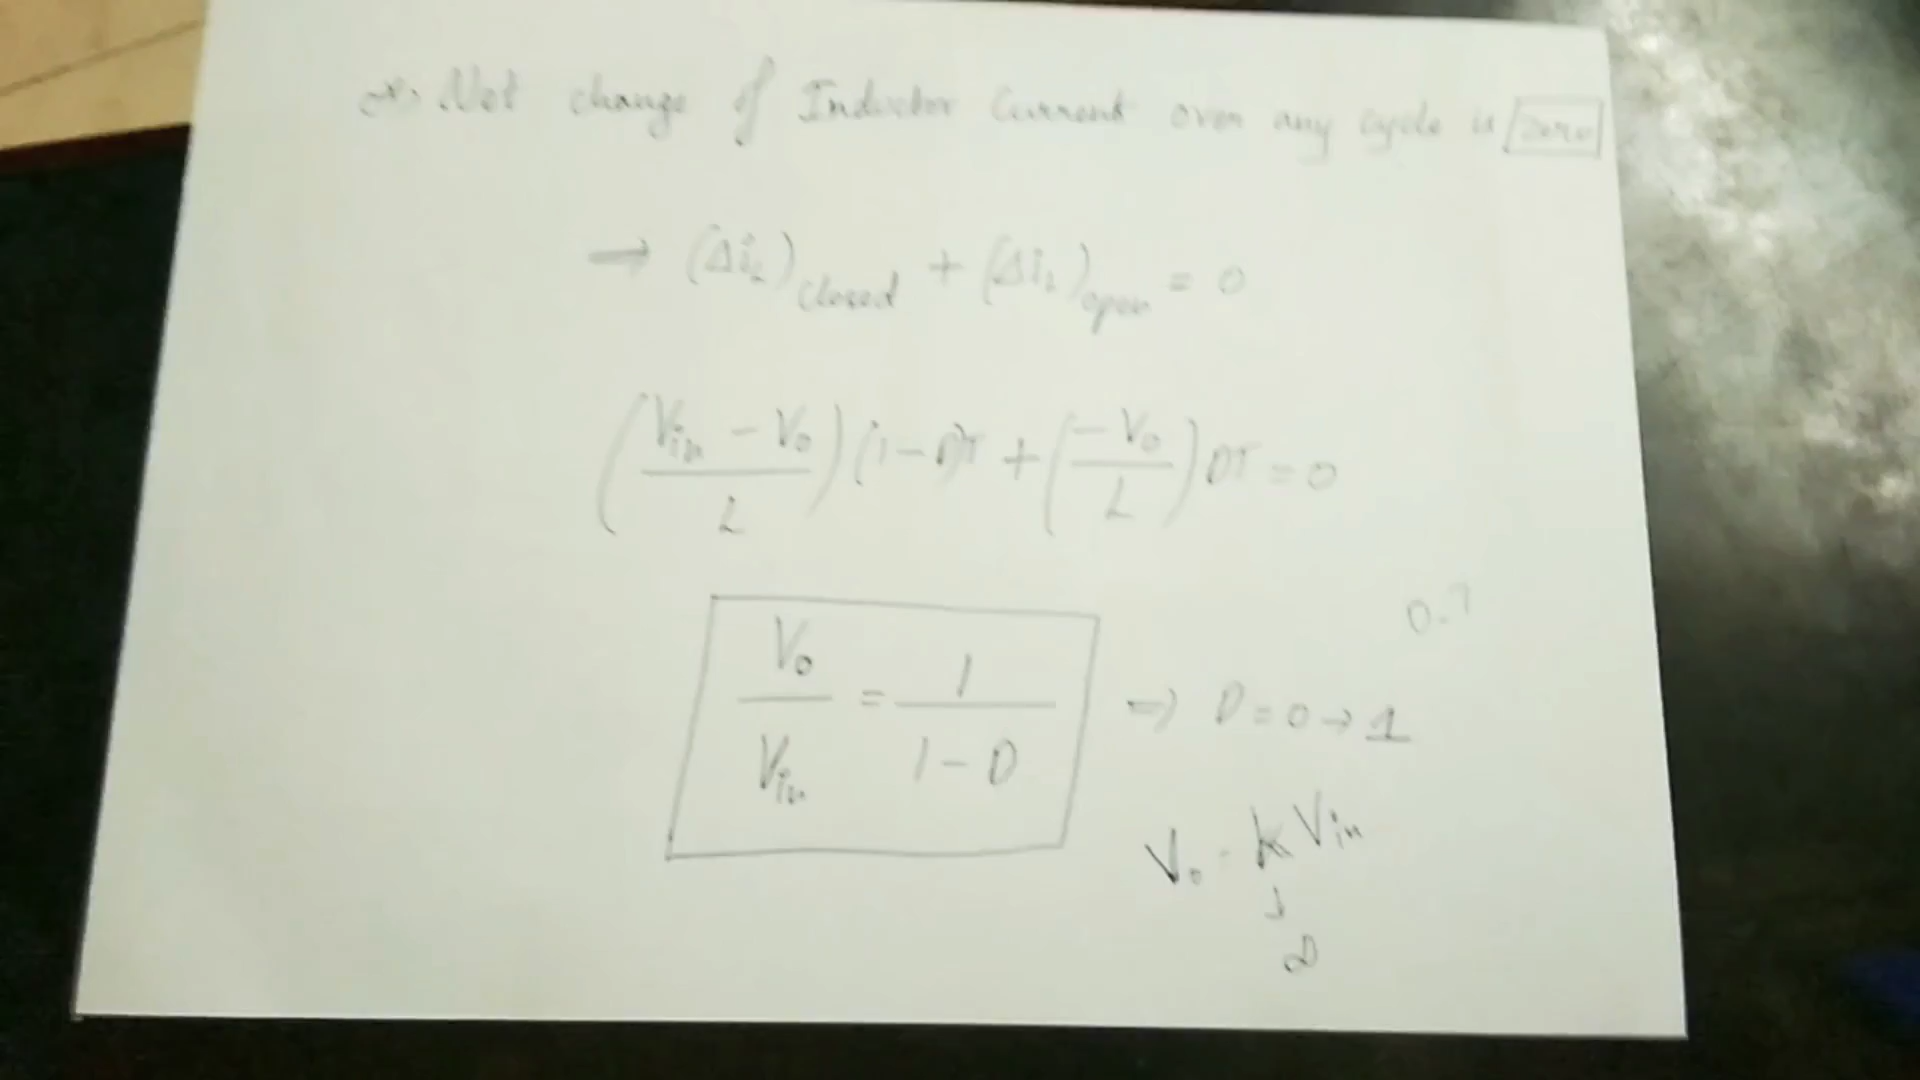 Net change of Inductor Current over any cycle is zero
→ (Δi_L)closed + (Δi_L)open = 0
((Vin - Vo)/L)(1-D)T + (-Vo/L)DT = 0
0.
Vo/Vin = 1/(1-D) ⇒ D = 0 → 1
Vo = k Vin
↓
D